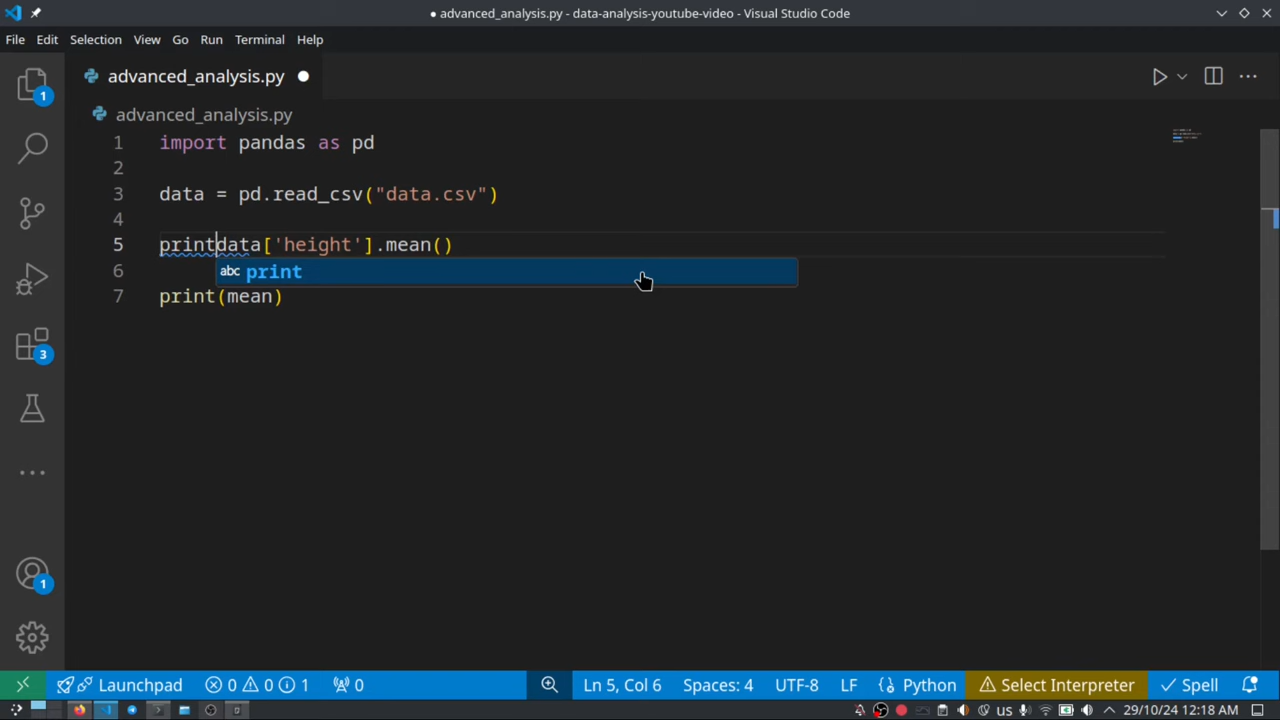 ● advanced_analysis.py - data-analysis-youtube-video - Visual Studio Code
File Edit Selection View Go Run Terminal Help
advanced_analysis.py ●
advanced_analysis.py
1 import pandas as pd
2
3 data = pd.read_csv("data.csv")
4
5 printdata['height'].mean()
6 abc print
7 print(mean)
1
3
1
Launchpad 0 0 1 0 Ln 5, Col 6 Spaces: 4 UTF-8 LF {} Python Select Interpreter Spell
us 29/10/24 12:18 AM